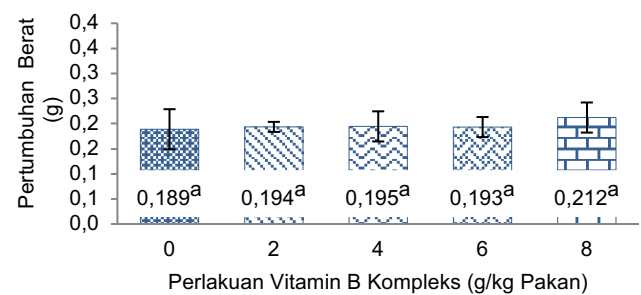 Pertumbuhan Berat
(g)
0,4
0,4
0,3
0,3
0,2
0,2
0,1
0,1
0,0
0,189a 0,194a 0,195a 0,193a 0,212a
0 2 4 6 8
Perlakuan Vitamin B Kompleks (g/kg Pakan)